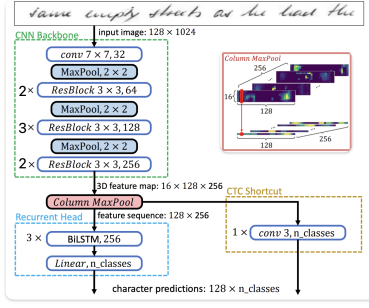 same empty streets as he had the
CNN Backbone
input image: 128 × 1024
conv 7 × 7, 32
MaxPool, 2 × 2
2× ResBlock 3 × 3, 64
MaxPool, 2 × 2
3× ResBlock 3 × 3, 128
MaxPool, 2 × 2
2× ResBlock 3 × 3, 256
Column MaxPool
256
16
128
256
128
3D feature map: 16 × 128 × 256
Column MaxPool
CTC Shortcut
Recurrent Head
feature sequence: 128 × 256
3 × BiLSTM, 256
1 × conv 3, n_classes
Linear, n_classes
character predictions: 128 × n_classes